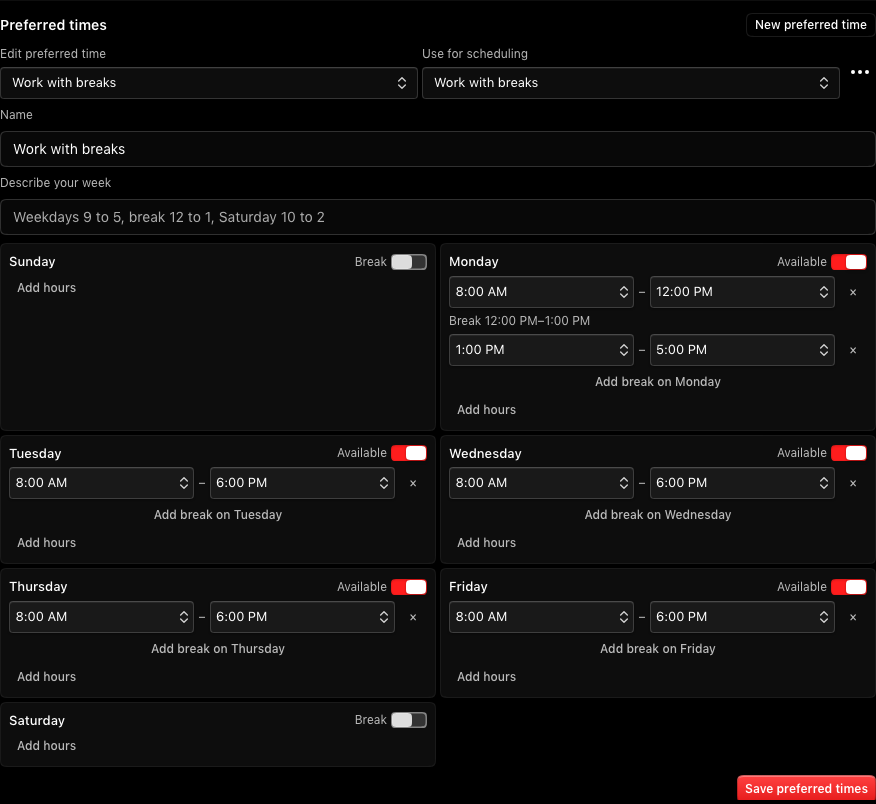 Preferred times
New preferred time
Edit preferred time
Use for scheduling
Work with breaks
Work with breaks
Name
Work with breaks
Describe your week
Weekdays 9 to 5, break 12 to 1, Saturday 10 to 2
Sunday
Break
Add hours
Monday
Available
8:00 AM – 12:00 PM ×
Break 12:00 PM–1:00 PM
1:00 PM – 5:00 PM ×
Add break on Monday
Add hours
Tuesday
Available
8:00 AM – 6:00 PM ×
Add break on Tuesday
Add hours
Wednesday
Available
8:00 AM – 6:00 PM ×
Add break on Wednesday
Add hours
Thursday
Available
8:00 AM – 6:00 PM ×
Add break on Thursday
Add hours
Friday
Available
8:00 AM – 6:00 PM ×
Add break on Friday
Add hours
Saturday
Break
Add hours
Save preferred times